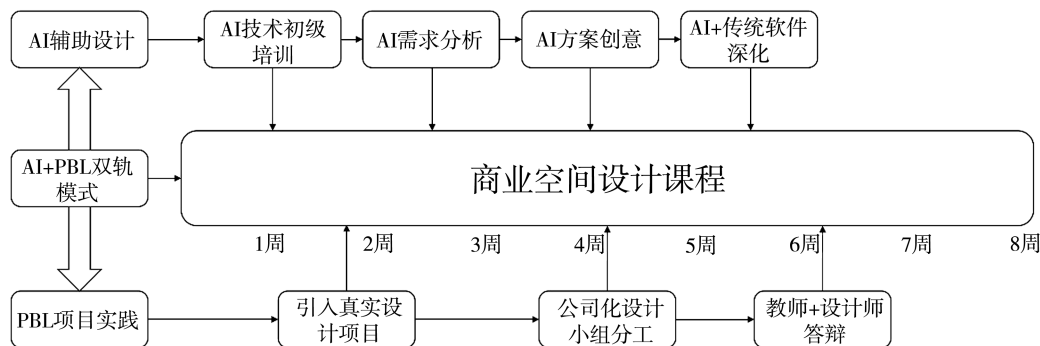 AI辅助设计
AI技术初级
培训
AI需求分析
AI方案创意
AI+传统软件
深化
AI+PBL双轨
模式
商业空间设计课程
1周
2周
3周
4周
5周
6周
7周
8周
PBL项目实践
引入真实设
计项目
公司化设计
小组分工
教师+设计师
答辩